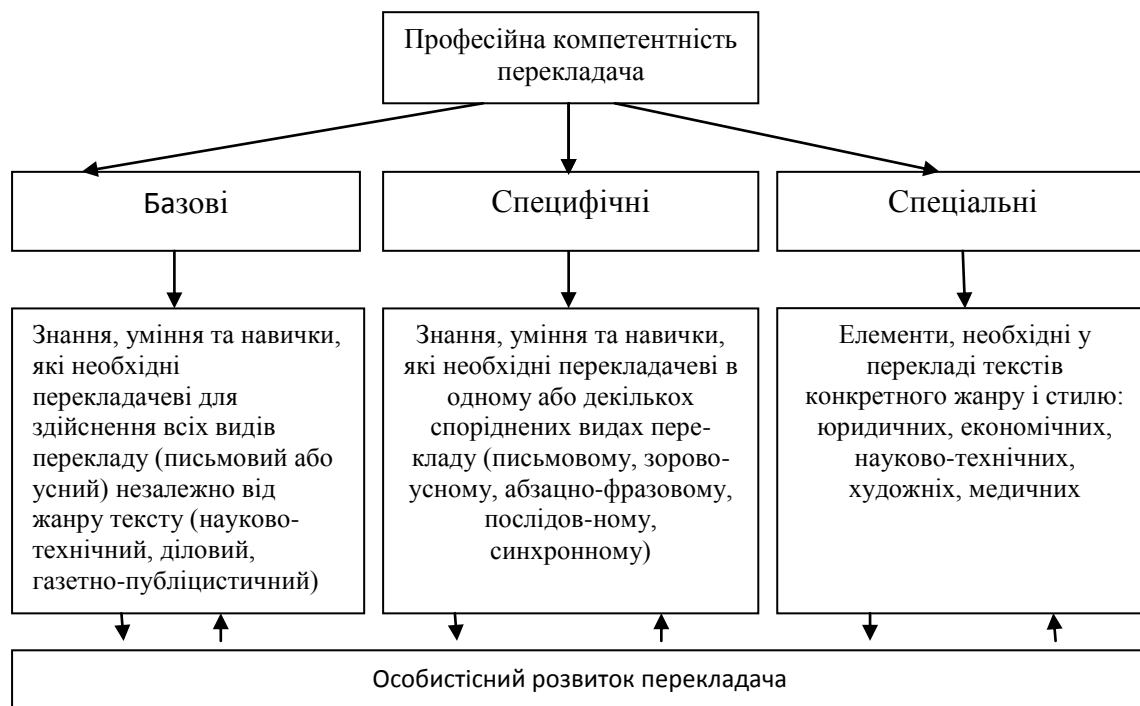 Професійна компетентність
перекладача
Базові
Специфічні
Спеціальні
Знання, уміння та навички,
які необхідні
перекладачеві для
здійснення всіх видів
перекладу (письмовий або
усний) незалежно від
жанру тексту (науково-
технічний, діловий,
газетно-публіцистичний)
Знання, уміння та навички,
які необхідні перекладачеві в
одному або декількох
споріднених видах пере-
кладу (письмовому, зорово-
усному, абзацно-фразовому,
послідов-ному,
синхронному)
Елементи, необхідні у
перекладі текстів
конкретного жанру і стилю:
юридичних, економічних,
науково-технічних,
художніх, медичних
Особистісний розвиток перекладача